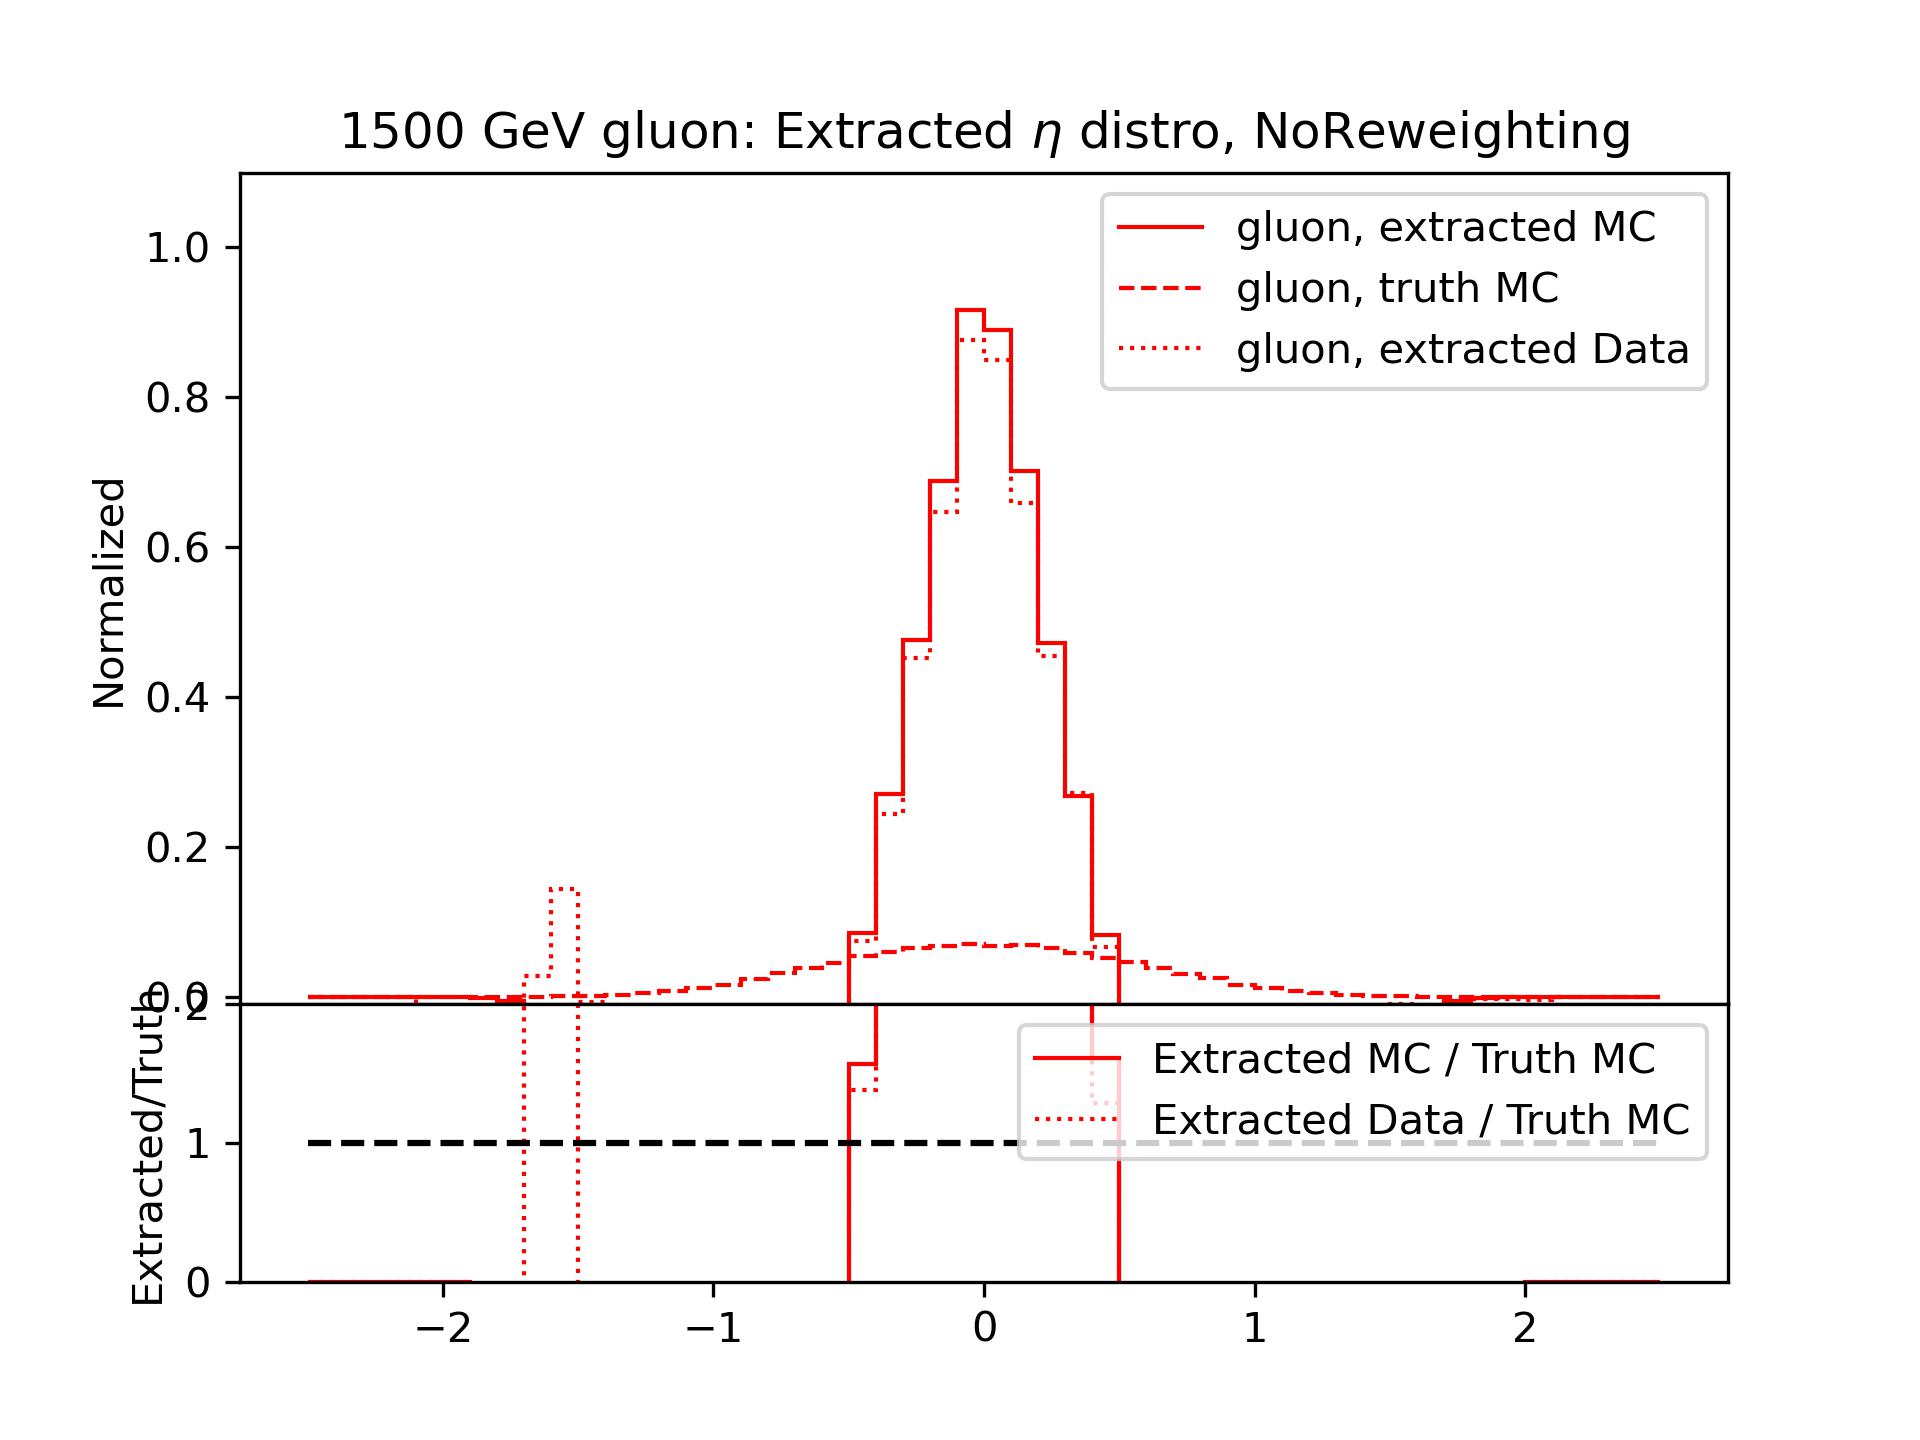 1500 GeV gluon: Extracted η distro, NoReweighting
gluon, extracted MC
gluon, truth MC
gluon, extracted Data
Normalized
1.0
0.8
0.6
0.4
0.2
0.0
Extracted MC / Truth MC
Extracted Data / Truth MC
Extracted/Truth
2
1
0
−2
−1
0
1
2